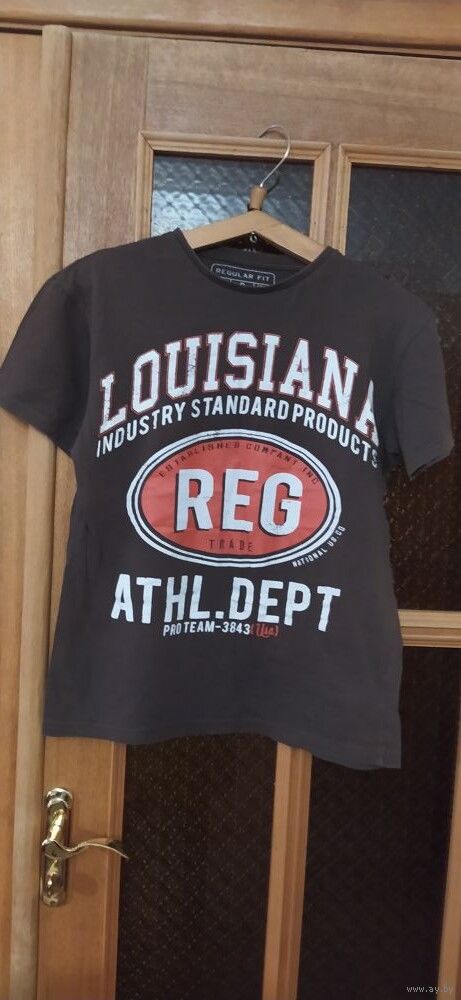 REGULAR FIT
LOUISIANA
INDUSTRY STANDARD PRODUCTS
ESTABLISHED COMPANY INC
REG
TRADE
NATIONAL US.CO
ATHL.DEPT
PRO TEAM-3843 (Usa)
www.ay.by